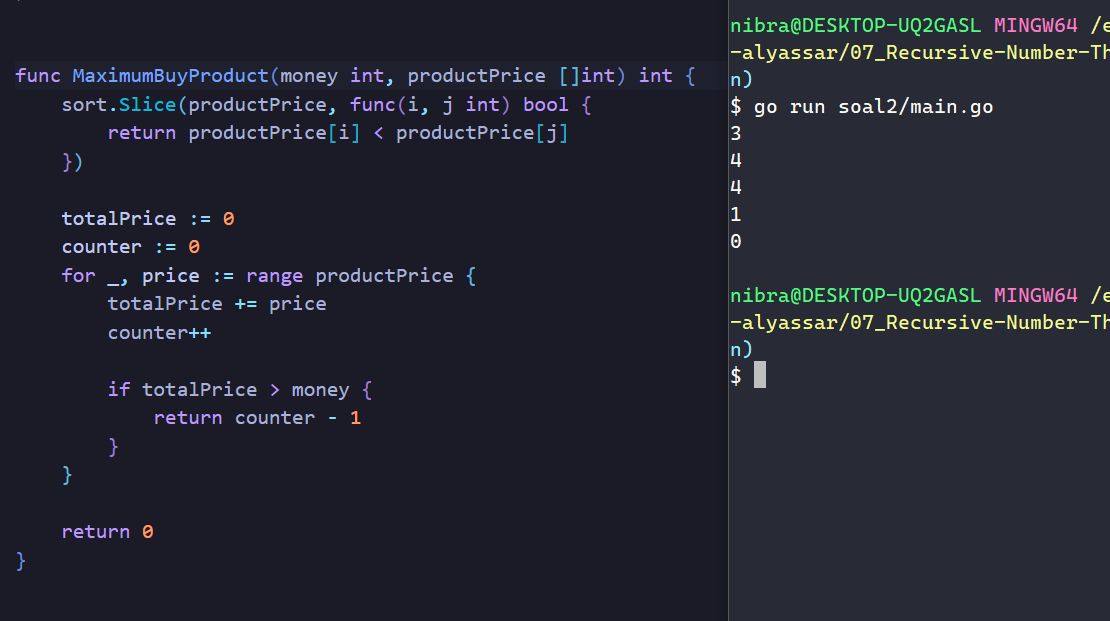 func MaximumBuyProduct(money int, productPrice []int) int {
    sort.Slice(productPrice, func(i, j int) bool {
        return productPrice[i] < productPrice[j]
    })

    totalPrice := 0
    counter := 0
    for _, price := range productPrice {
        totalPrice += price
        counter++

        if totalPrice > money {
            return counter - 1
        }
    }

    return 0
}
nibra@DESKTOP-UQ2GASL MINGW64 /e
-alyassar/07_Recursive-Number-Th
n)
$ go run soal2/main.go
3
4
4
1
0

nibra@DESKTOP-UQ2GASL MINGW64 /e
-alyassar/07_Recursive-Number-Th
n)
$